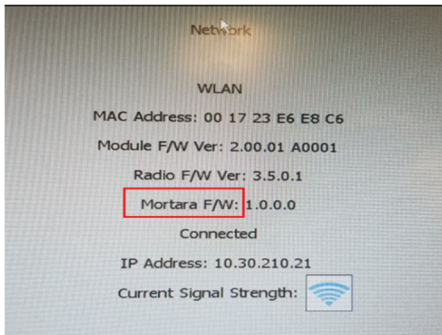 Network
WLAN
MAC Address: 00 17 23 E6 E8 C6
Module F/W Ver: 2.00.01 A0001
Radio F/W Ver: 3.5.0.1
Mortara F/W: 1.0.0.0
Connected
IP Address: 10.30.210.21
Current Signal Strength: